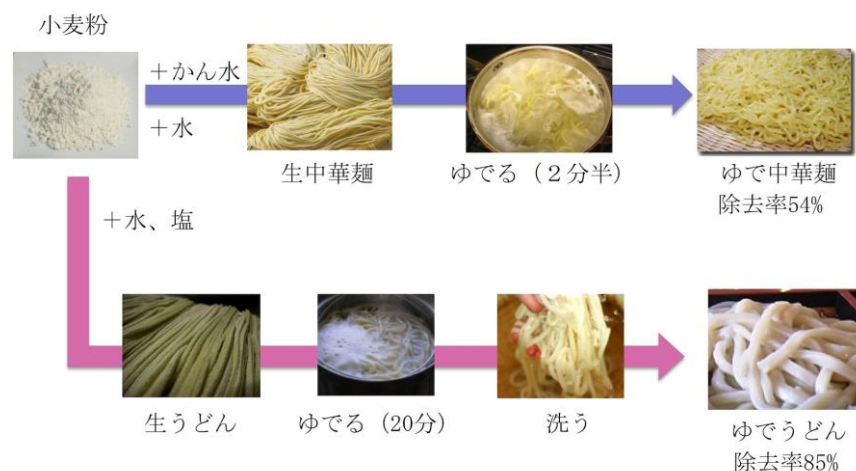 小麦粉
＋かん水
＋水
生中華麺
ゆでる（２分半）
ゆで中華麺
除去率54%
＋水、塩
生うどん
ゆでる（20分）
洗う
ゆでうどん
除去率85%